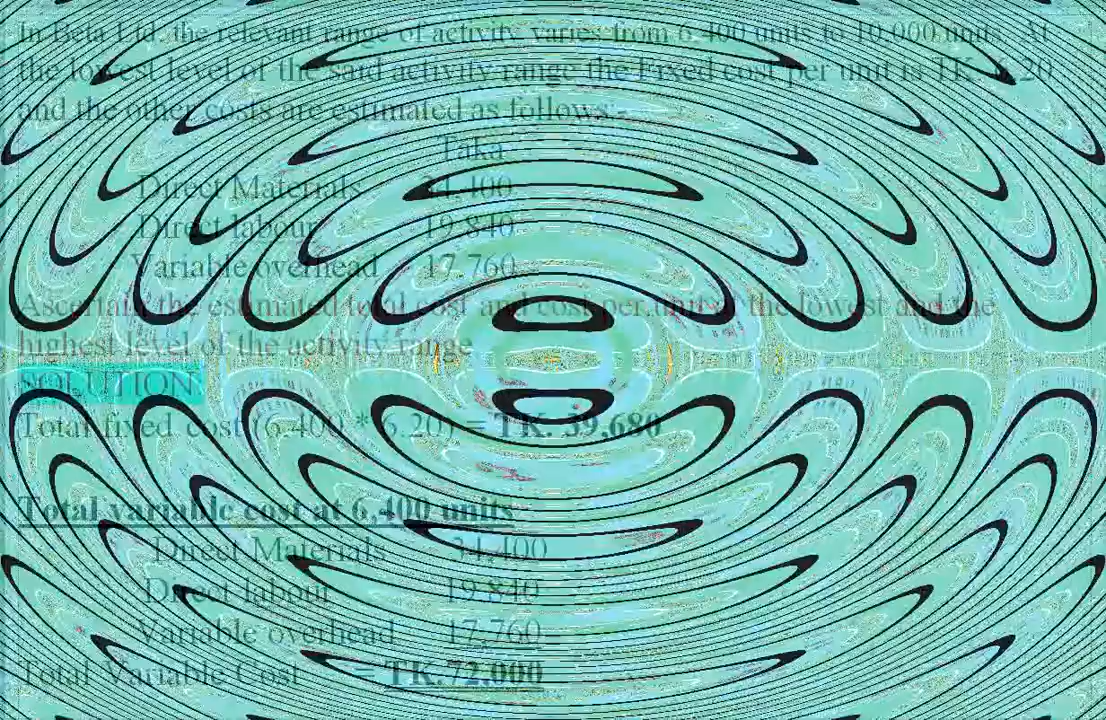 In Beta Ltd. the relevant range of activity varies from 6,400 units to 10,000 units. At
the lowest level of the said activity range the Fixed cost per unit is TK. 6.20
and the other costs are estimated as follows:-
Taka
Direct Materials 34,400
Direct labour 19,840
Variable overhead 17,760
Ascertain the estimated total cost and cost per unit at the lowest and the
highest level of the activity range
SOLUTION
Total fixed cost (6,400 * 6.20) = TK. 39,680
Total variable cost at 6,400 units
Direct Materials 34,400
Direct labour 19,840
Variable overhead 17,760
Total Variable Cost = TK.72,000